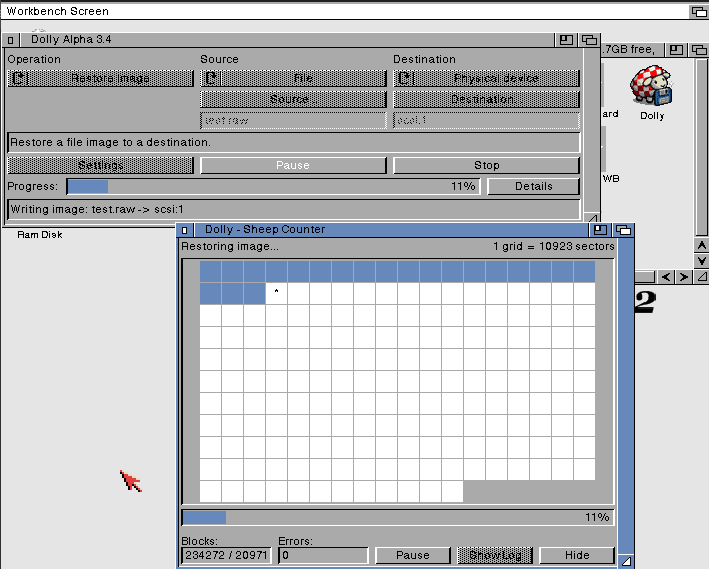 Workbench Screen
Dolly Alpha 3.4
.7GB free,
Operation
Source
Destination
Restore image
File
Physical device
Source...
Destination...
test.raw
scsi:1
Restore a file image to a destination.
Settings
Pause
Stop
Progress:
11%
Details
Writing image: test.raw -> scsi:1
Dolly
ard
WB
Ram Disk
2
Dolly - Sheep Counter
Restoring image...
1 grid = 10923 sectors
*
11%
Blocks:
Errors:
234272 / 20971
0
Pause
Show Log
Hide